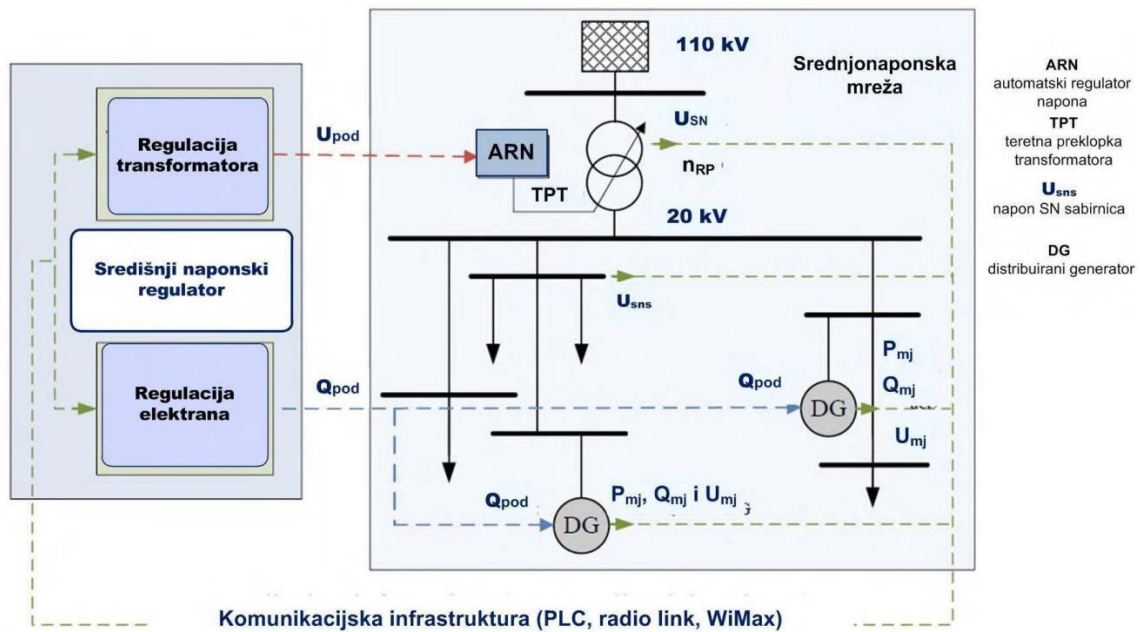 110 kV
Srednjonaponska
mreža
ARN
automatski regulator
napona
TPT
teretna preklopka
transformatora
Usns
napon SN sabirnica
DG
distribuirani generator
Regulacija
transformatora
Upod
ARN
TPT
USN
nRP
20 kV
Središnji naponski
regulator
Usns
Regulacija
elektrana
Qpod
Qpod
DG
Pmj
Qmj
Umj
Qpod
DG
Pmj, Qmj i Umj
Komunikacijska infrastruktura (PLC, radio link, WiMax)